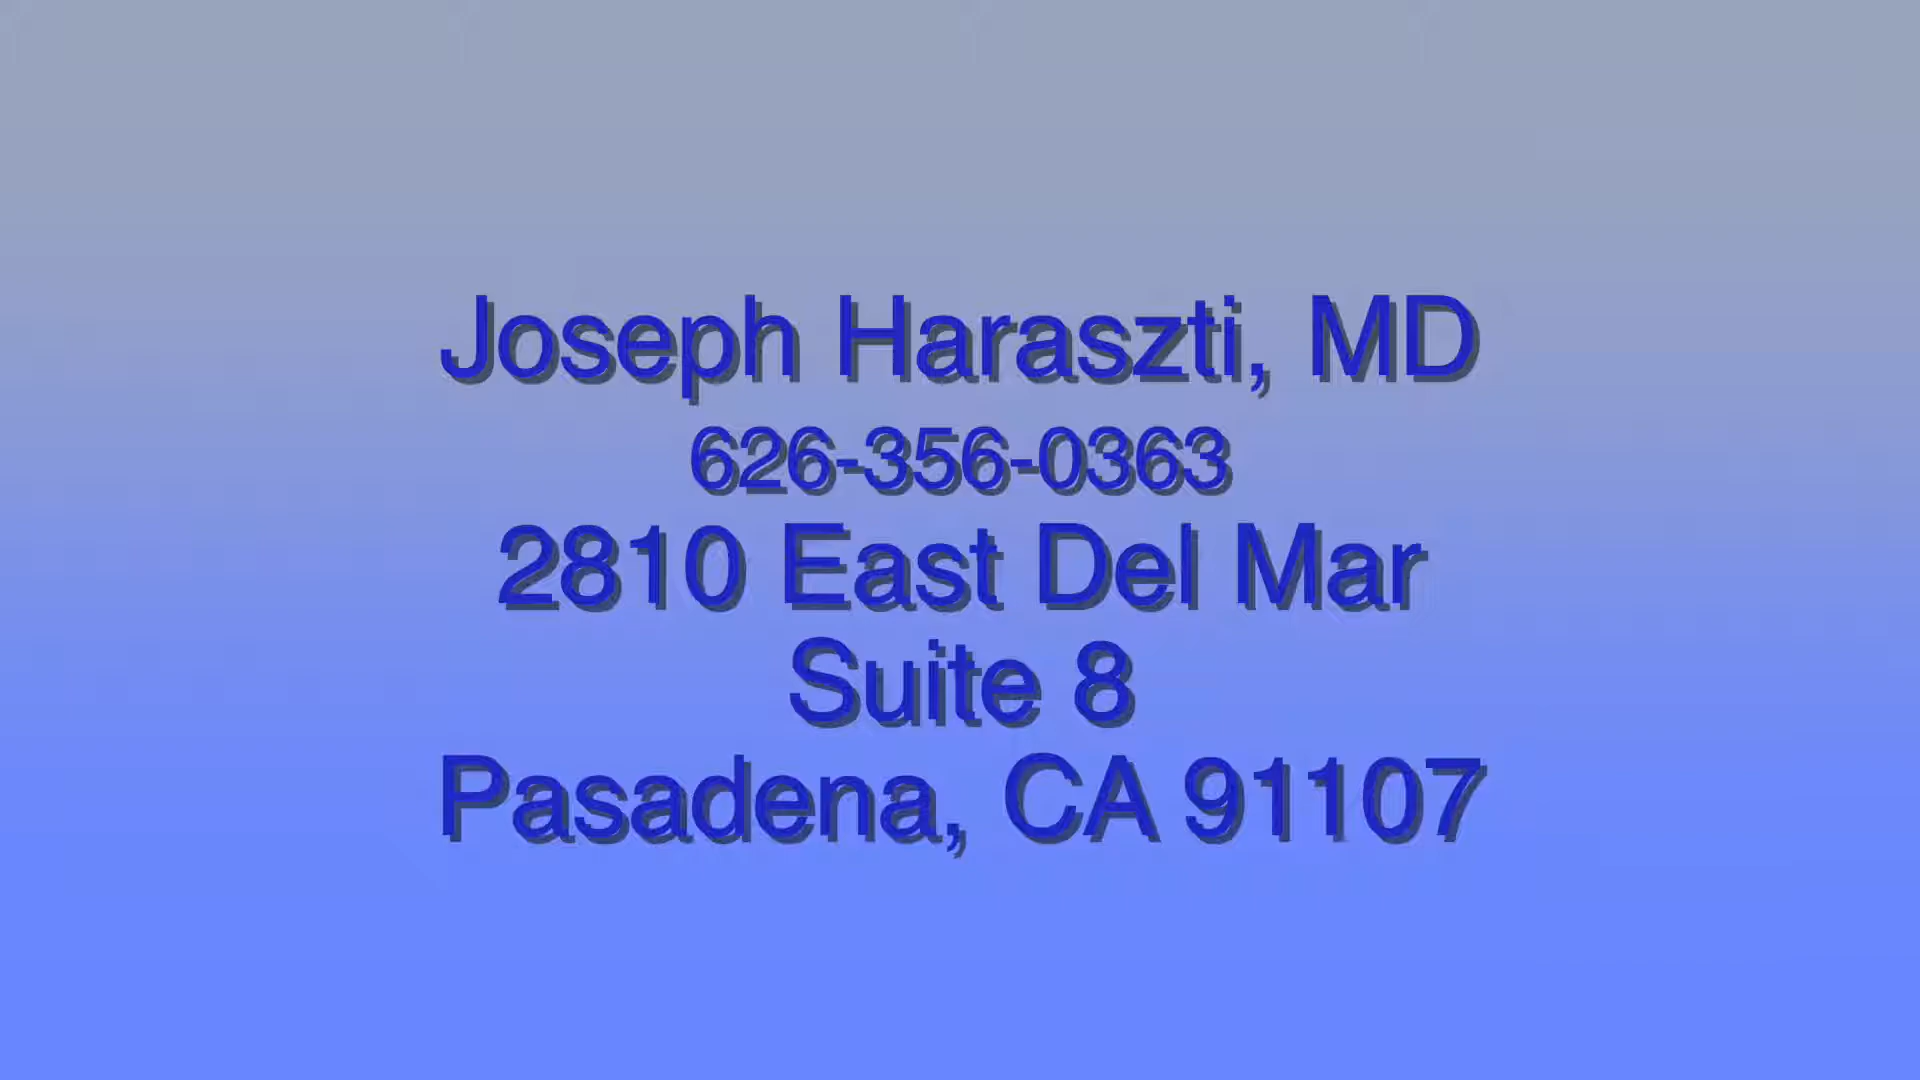 Joseph Haraszti, MD
626-356-0363
2810 East Del Mar
Suite 8
Pasadena, CA 91107